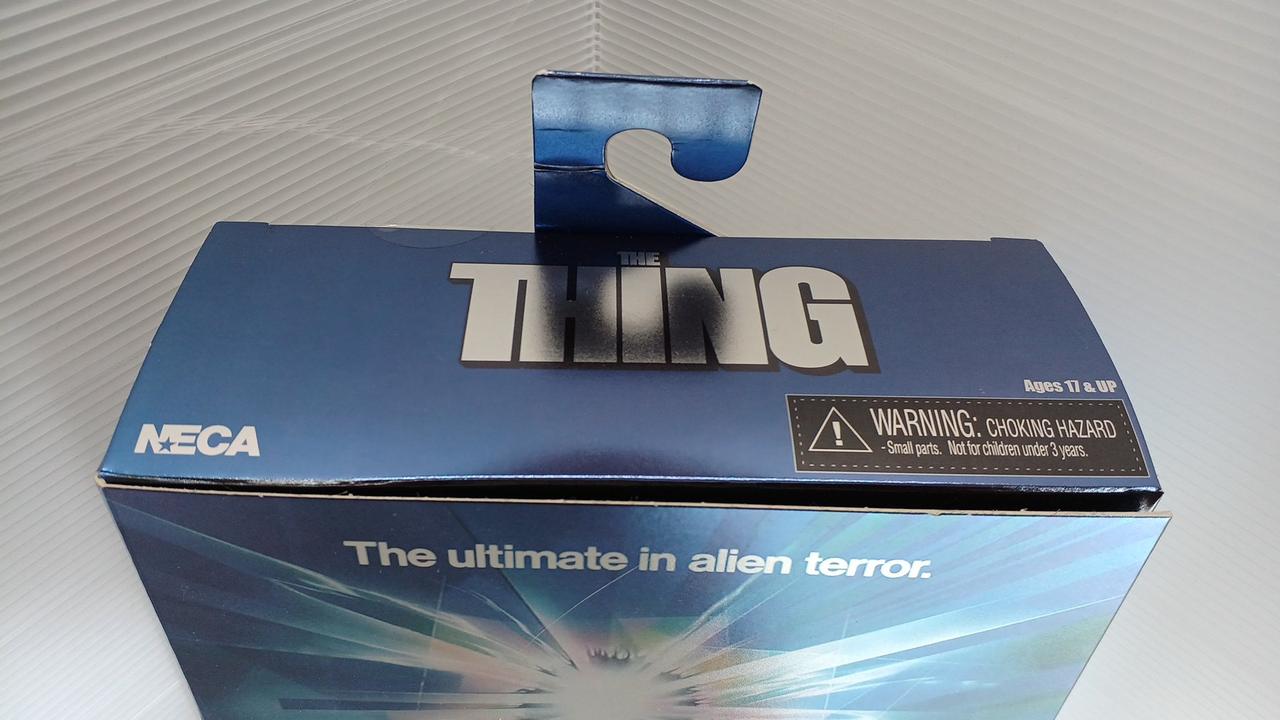 THE
THING
Ages 17 & UP
NECA
WARNING: CHOKING HAZARD
- Small parts. Not for children under 3 years.
The ultimate in alien terror.